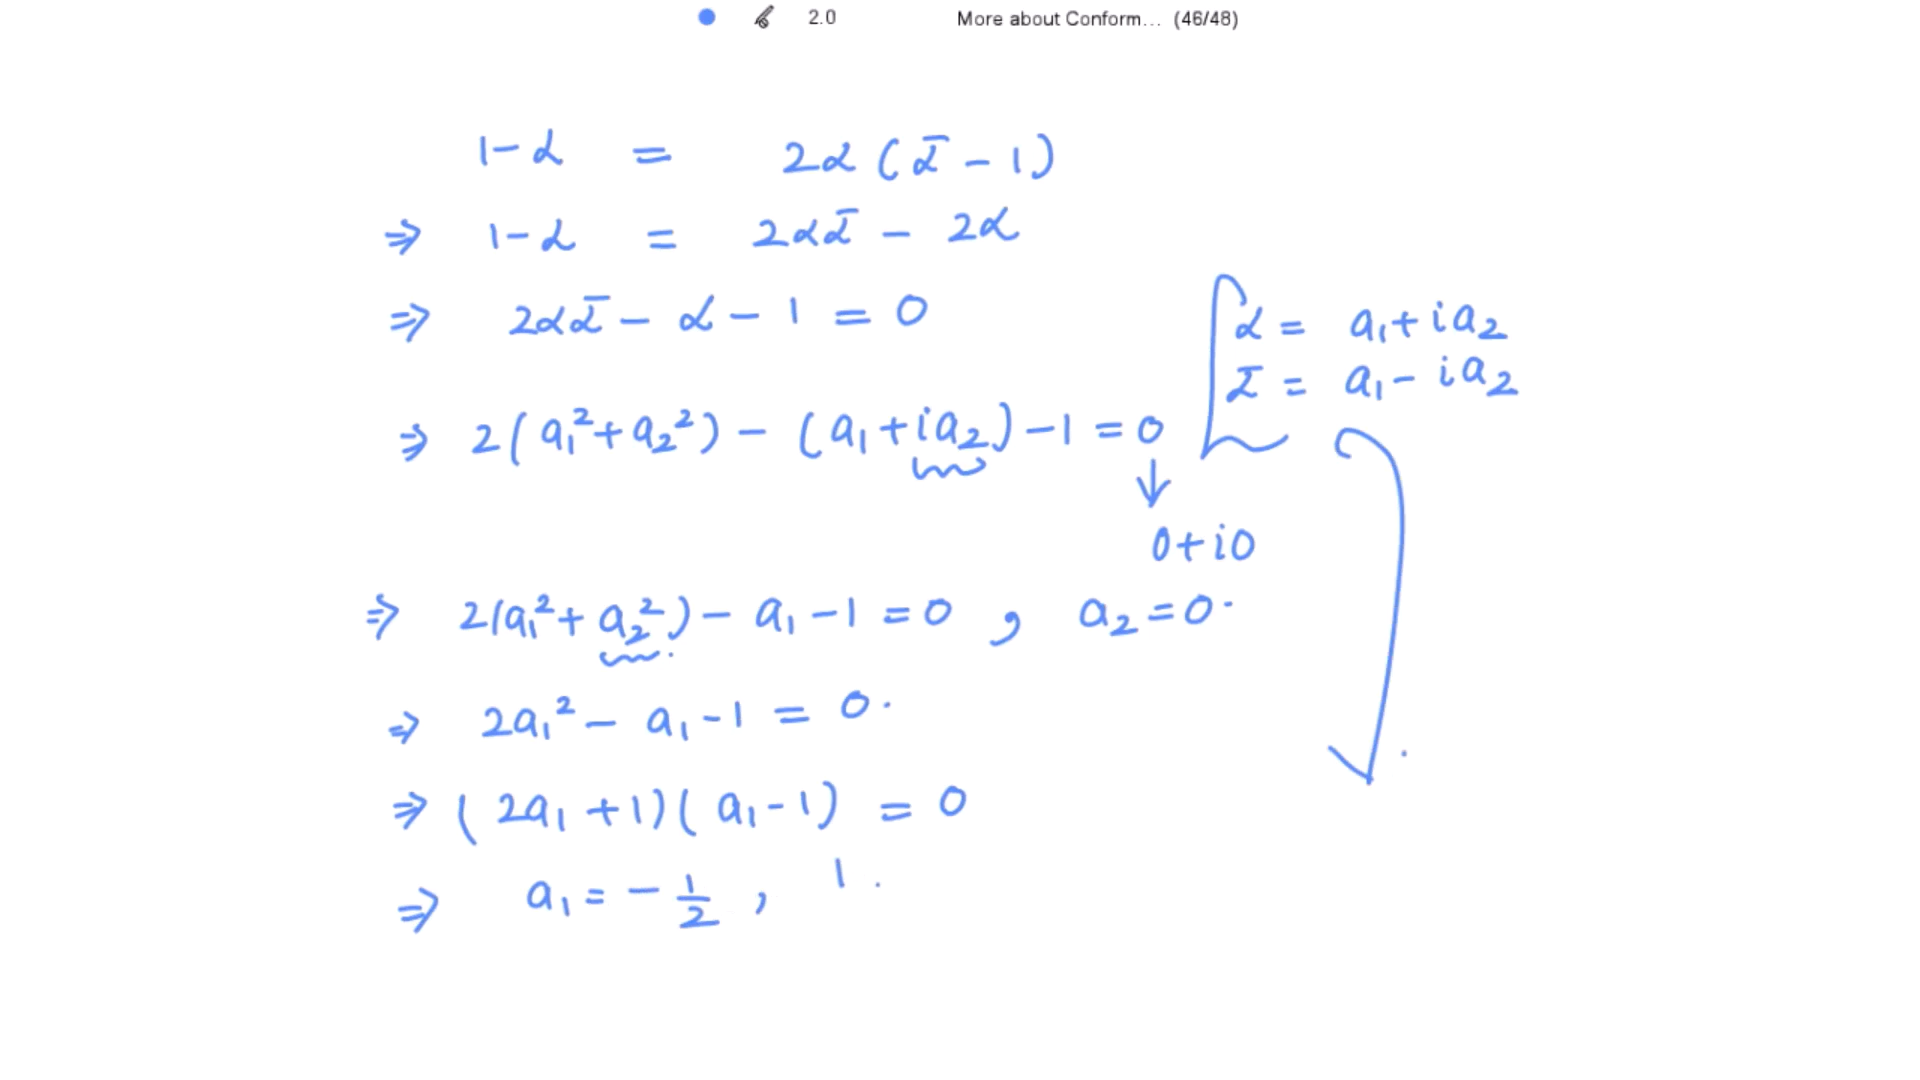 2.0 More about Conform... (46/48)
1-α = 2α(ᾱ-1)
⇒ 1-α = 2αᾱ - 2α
⇒ 2αᾱ - α - 1 = 0
α = a₁+ia₂
ᾱ = a₁-ia₂
⇒ 2(a₁²+a₂²) - (a₁+ia₂) -1 = 0
↓
0+i0
⇒ 2(a₁²+a₂²) - a₁ -1 = 0 , a₂=0.
⇒ 2a₁² - a₁ -1 = 0.
⇒ (2a₁+1)(a₁-1) = 0
⇒ a₁ = -1/2 , 1.